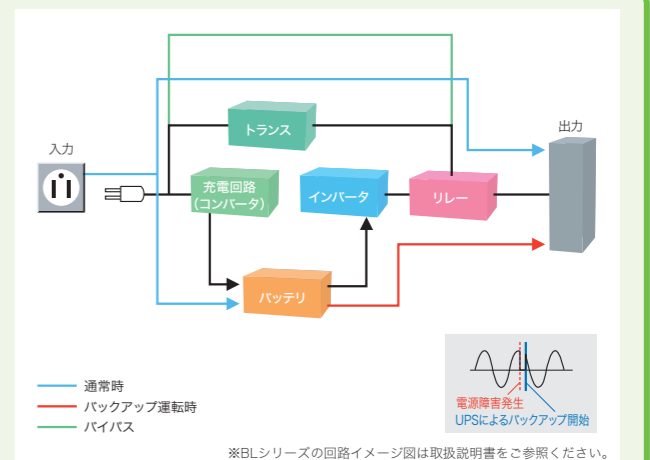 トランス
入力
出力
充電回路
(コンバータ)
インバータ
リレー
バッテリ
通常時
バックアップ運転時
バイパス
電源障害発生
UPSによるバックアップ開始
※BLシリーズの回路イメージ図は取扱説明書をご参照ください。